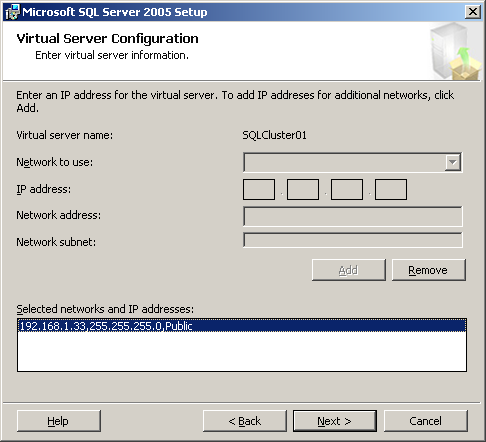 Microsoft SQL Server 2005 Setup
Virtual Server Configuration
Enter virtual server information.
Enter an IP address for the virtual server. To add IP addreses for additional networks, click
Add.
Virtual server name: SQLCluster01
Network to use:
IP address: . . .
Network address:
Network subnet:
Add Remove
Selected networks and IP addresses:
192.168.1.33,255.255.255.0,Public
Help < Back Next > Cancel